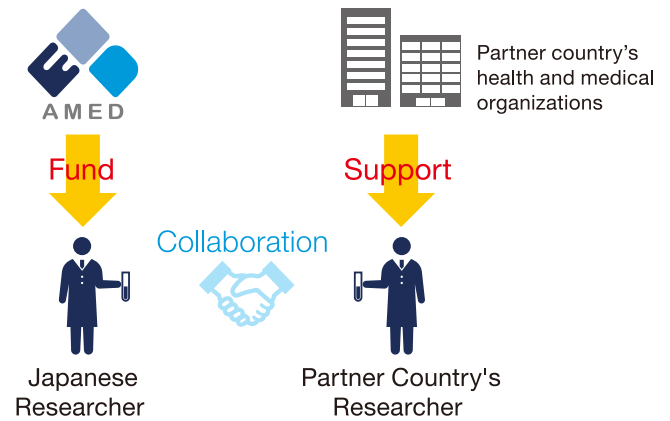 AMED
Partner country's
health and medical
organizations
Fund
Support
Collaboration
Japanese
Researcher
Partner Country's
Researcher